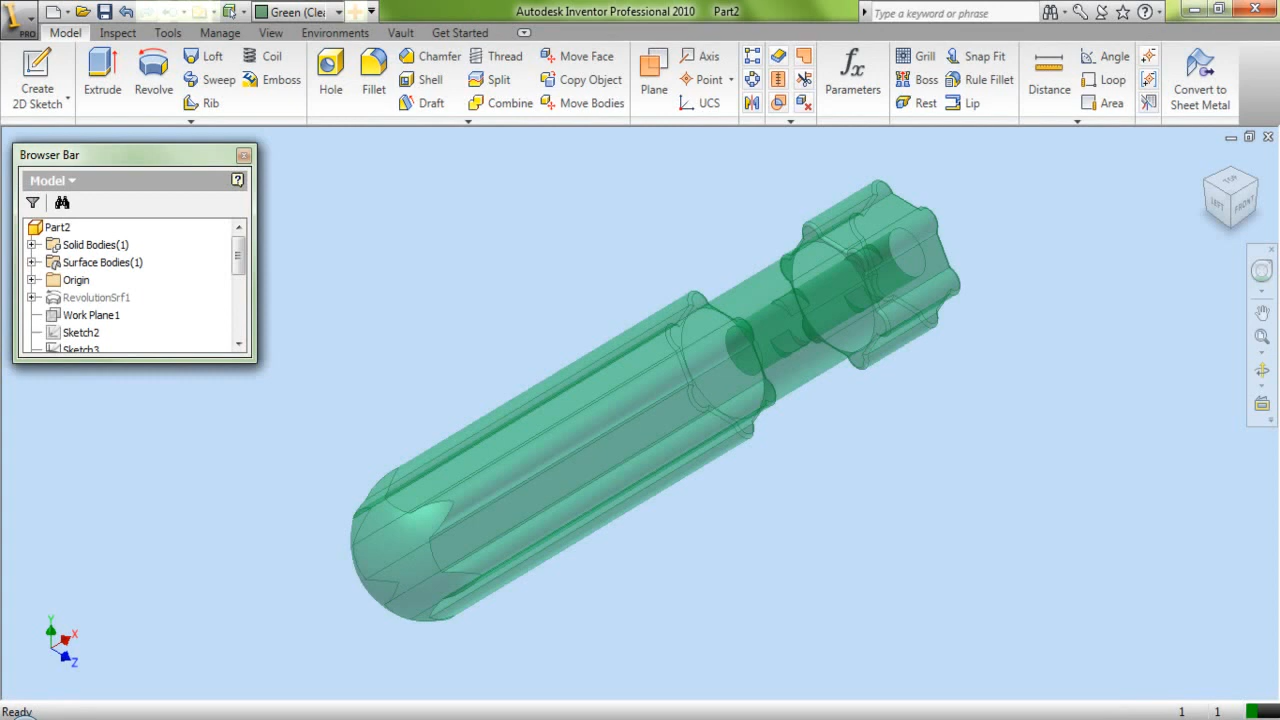 Green (Clea
Autodesk Inventor Professional 2010 Part2
Type a keyword or phrase
PRO
Model Inspect Tools Manage View Environments Vault Get Started
Create
2D Sketch
Extrude
Revolve
Loft
Sweep
Rib
Coil
Emboss
Hole
Fillet
Chamfer
Shell
Draft
Thread
Split
Combine
Move Face
Copy Object
Move Bodies
Plane
Axis
Point
UCS
fx
Parameters
Grill
Boss
Rest
Snap Fit
Rule Fillet
Lip
Distance
Angle
Loop
Area
Convert to
Sheet Metal
Browser Bar
Model
Part2
Solid Bodies(1)
Surface Bodies(1)
Origin
RevolutionSrf1
Work Plane1
Sketch2
Sketch3
TOP
LEFT
FRONT
Y
X
Z
Ready
1 1